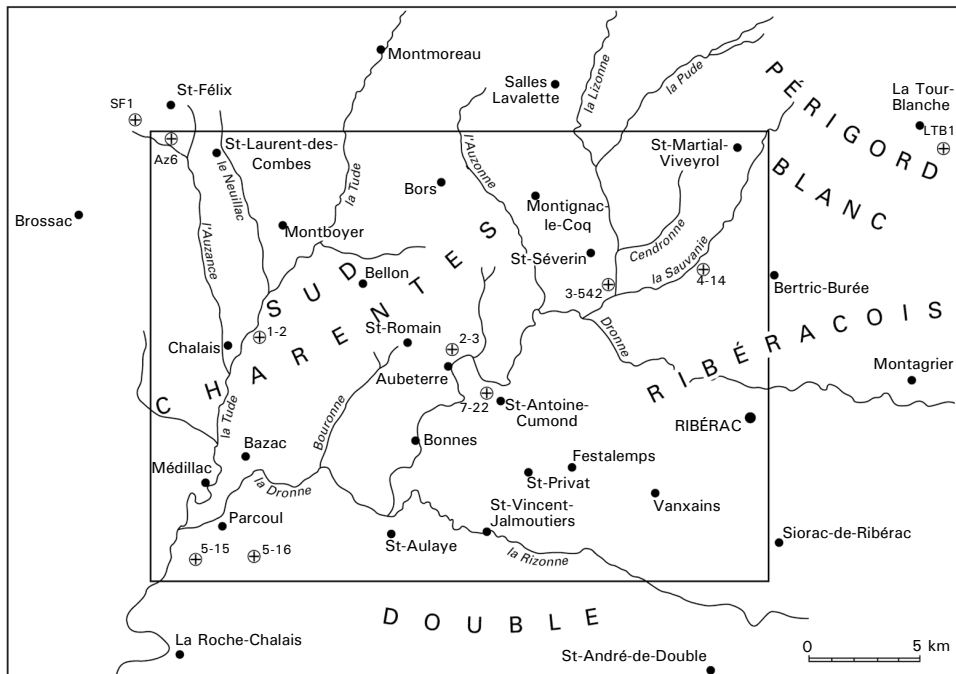 Montmoreau
Salles
Lavalette
la Lizonne
la Pude
PÉRIGORD
BLANC
La Tour-
Blanche
LTB1
SF1
St-Félix
Az6
St-Laurent-des-
Combes
le Neuillac
la Tude
l'Auzonne
St-Martial-
Viveyrol
Brossac
l'Auzance
Montboyer
Bors
Montignac-
le-Coq
St-Séverin
Cendronne
la Sauvanie
4-14
3-542
Bertric-Burée
SUD
CHARENTES
Bellon
1-2
Chalais
St-Romain
2-3
Aubeterre
Dronne
RIBÉRACOIS
Montagrier
7-22
St-Antoine-
Cumond
RIBÉRAC
la Tude
Bouronne
Bonnes
Bazac
Médillac
la Dronne
Festalemps
St-Privat
Vanxains
St-Vincent-
Jalmoutiers
Parcoul
5-15
5-16
St-Aulaye
la Rizonne
Siorac-de-Ribérac
DOUBLE
La Roche-Chalais
St-André-de-Double
0
5 km